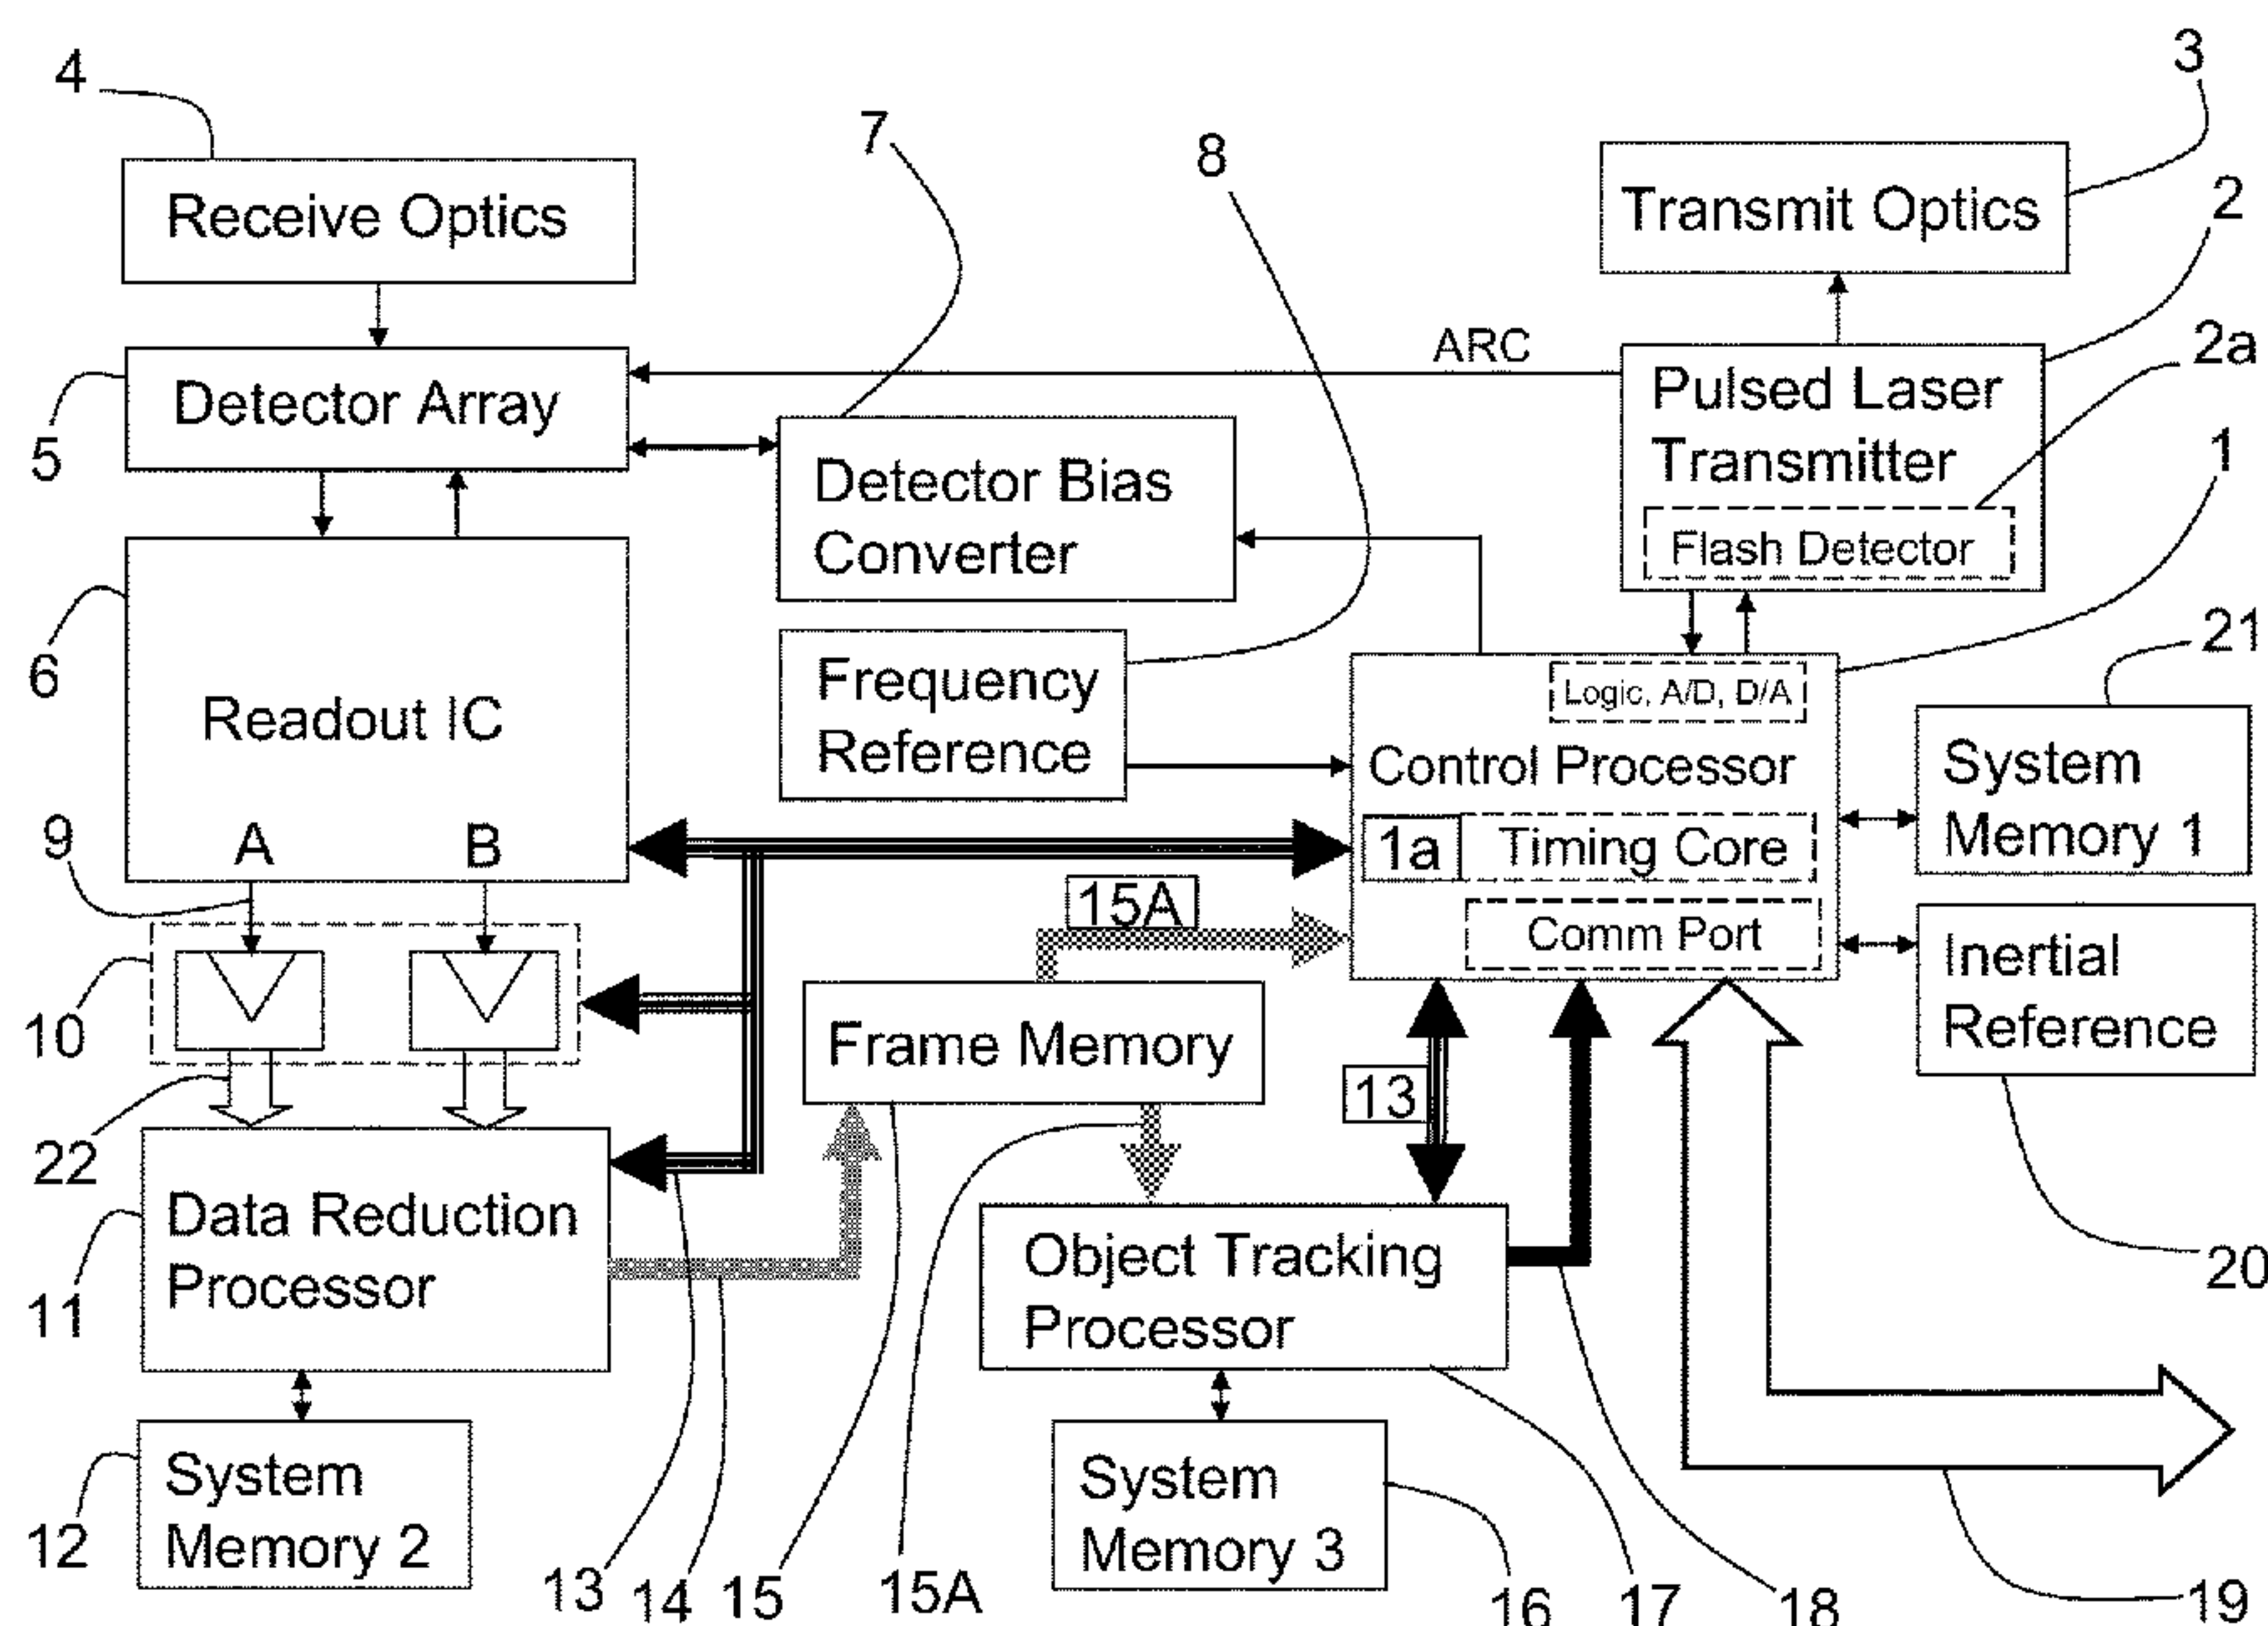 4
3
7
8
Receive Optics
Transmit Optics
2
ARC
2a
Detector Array
Pulsed Laser
Transmitter
Flash Detector
5
Detector Bias
Converter
1
21
6
Readout IC
A
B
Frequency
Reference
Logic, A/D, D/A
Control Processor
1a
Timing Core
Comm Port
System
Memory 1
9
15A
10
Frame Memory
13
Inertial
Reference
22
11
Data Reduction
Processor
Object Tracking
Processor
20
12
System
Memory 2
System
Memory 3
13
14
15
15A
16
17
18
19